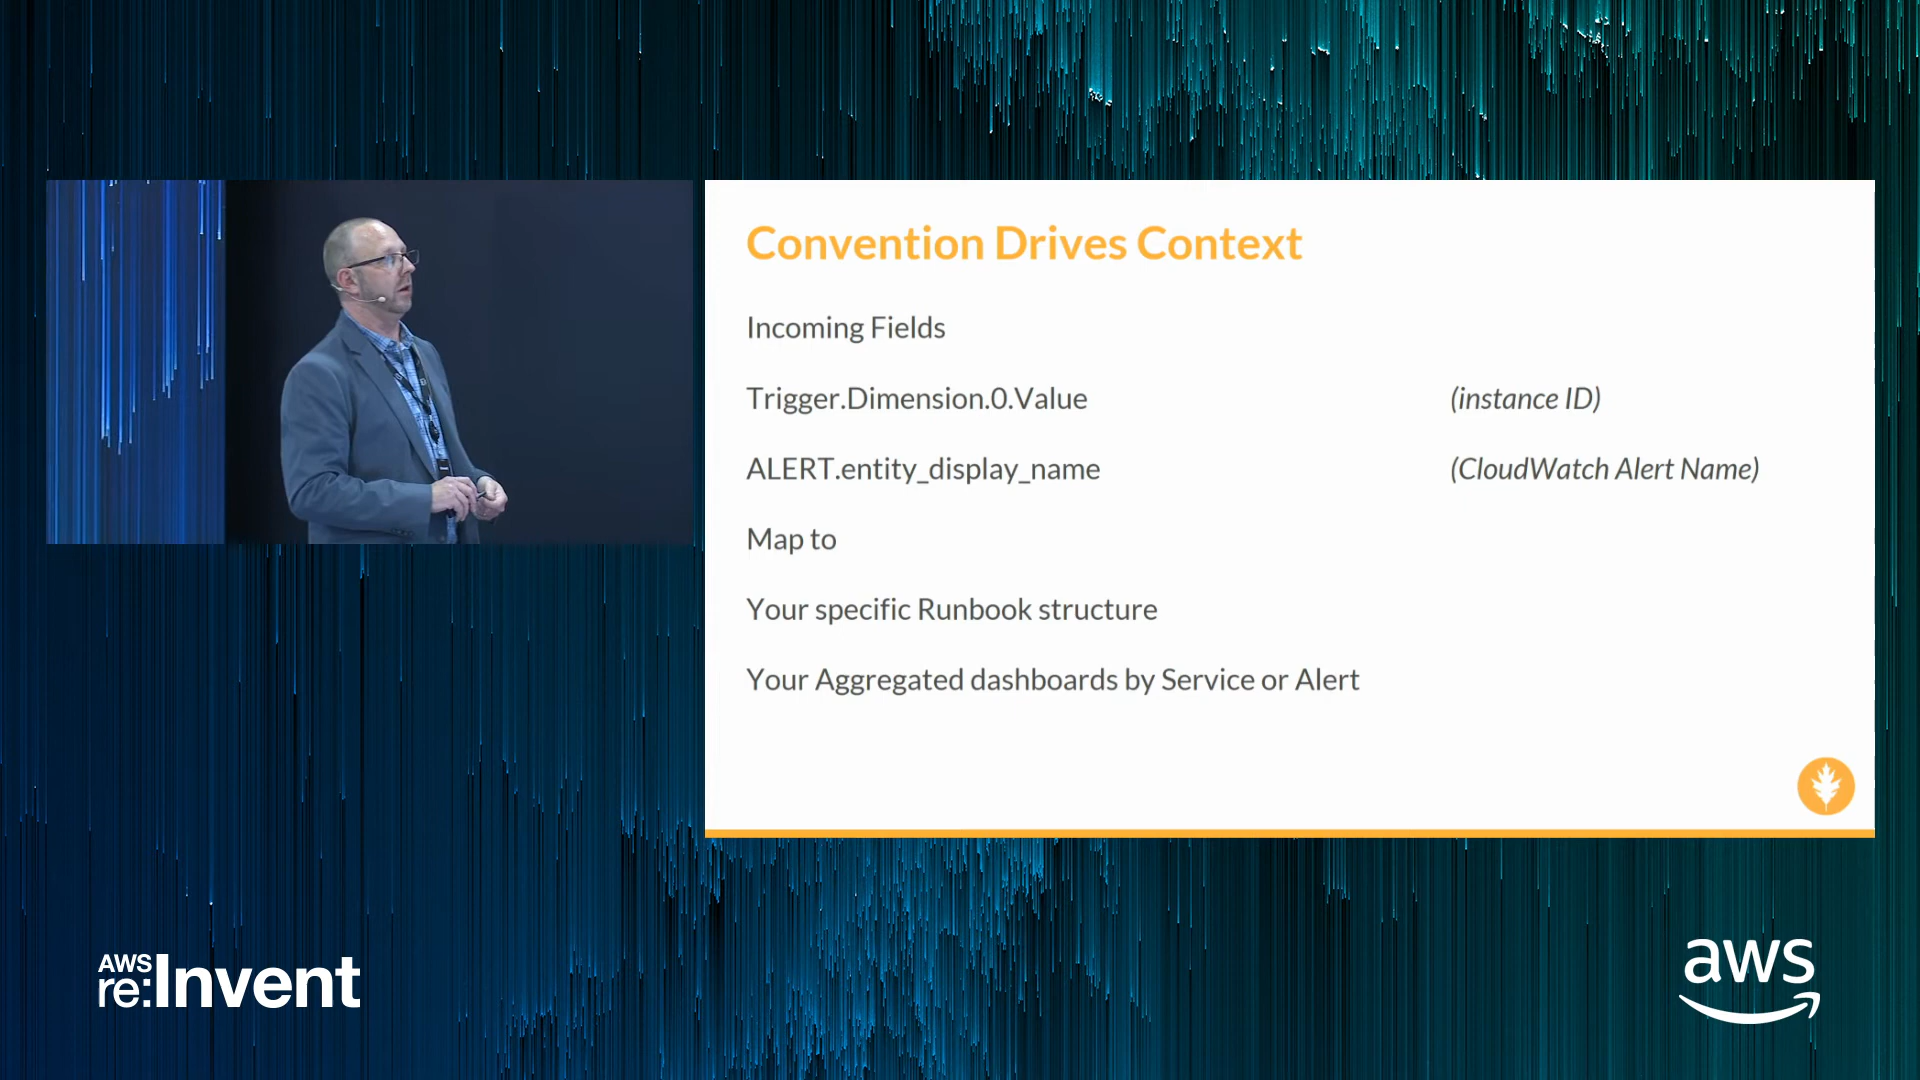 Convention Drives Context
Incoming Fields
Trigger.Dimension.0.Value (instance ID)
ALERT.entity_display_name (CloudWatch Alert Name)
Map to
Your specific Runbook structure
Your Aggregated dashboards by Service or Alert
AWS
re:Invent
aws